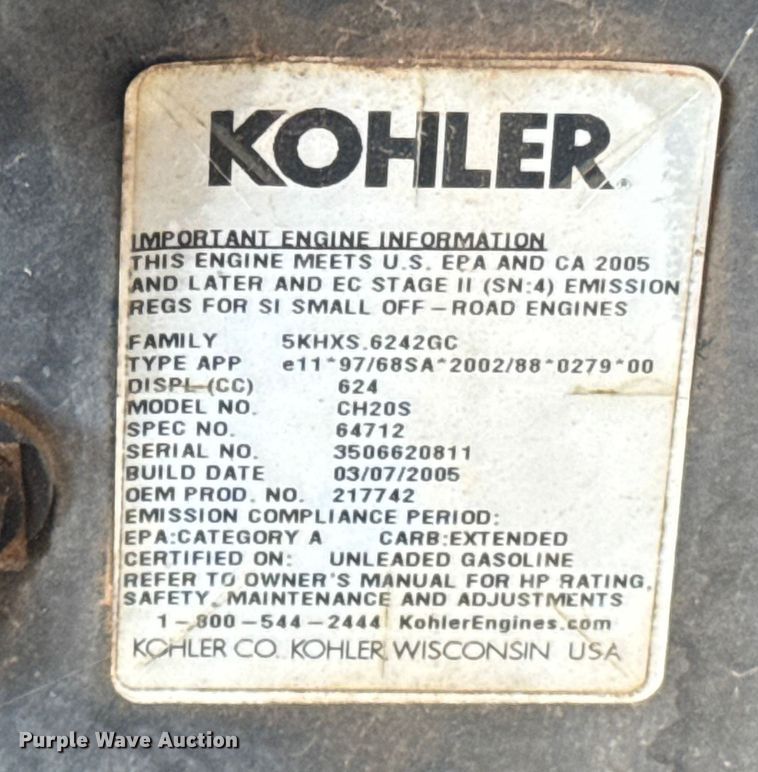 KOHLER.
IMPORTANT ENGINE INFORMATION
THIS ENGINE MEETS U.S. EPA AND CA 2005
AND LATER AND EC STAGE II (SN:4) EMISSION
REGS FOR SI SMALL OFF-ROAD ENGINES
FAMILY 5KHXS.6242GC
TYPE APP e11*97/68SA*2002/88*0279*00
DISPL (CC) 624
MODEL NO. CH20S
SPEC NO. 64712
SERIAL NO. 3506620811
BUILD DATE 03/07/2005
OEM PROD. NO. 217742
EMISSION COMPLIANCE PERIOD:
EPA:CATEGORY A CARB:EXTENDED
CERTIFIED ON: UNLEADED GASOLINE
REFER TO OWNER'S MANUAL FOR HP RATING,
SAFETY, MAINTENANCE AND ADJUSTMENTS
1-800-544-2444 KohlerEngines.com
KOHLER CO. KOHLER, WISCONSIN USA
Purple Wave Auction